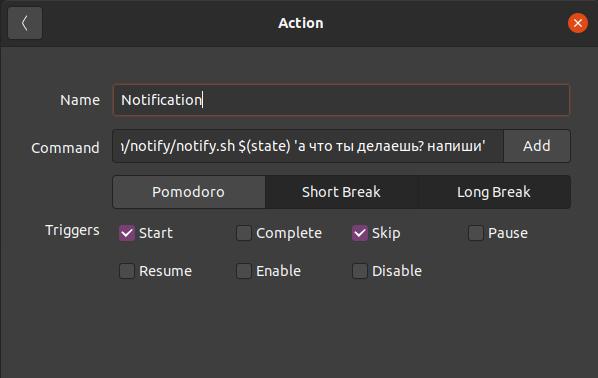 Action
Name Notification
Command /notify/notify.sh $(state) 'а что ты делаешь? напиши' Add
Pomodoro Short Break Long Break
Triggers Start Complete Skip Pause
Resume Enable Disable